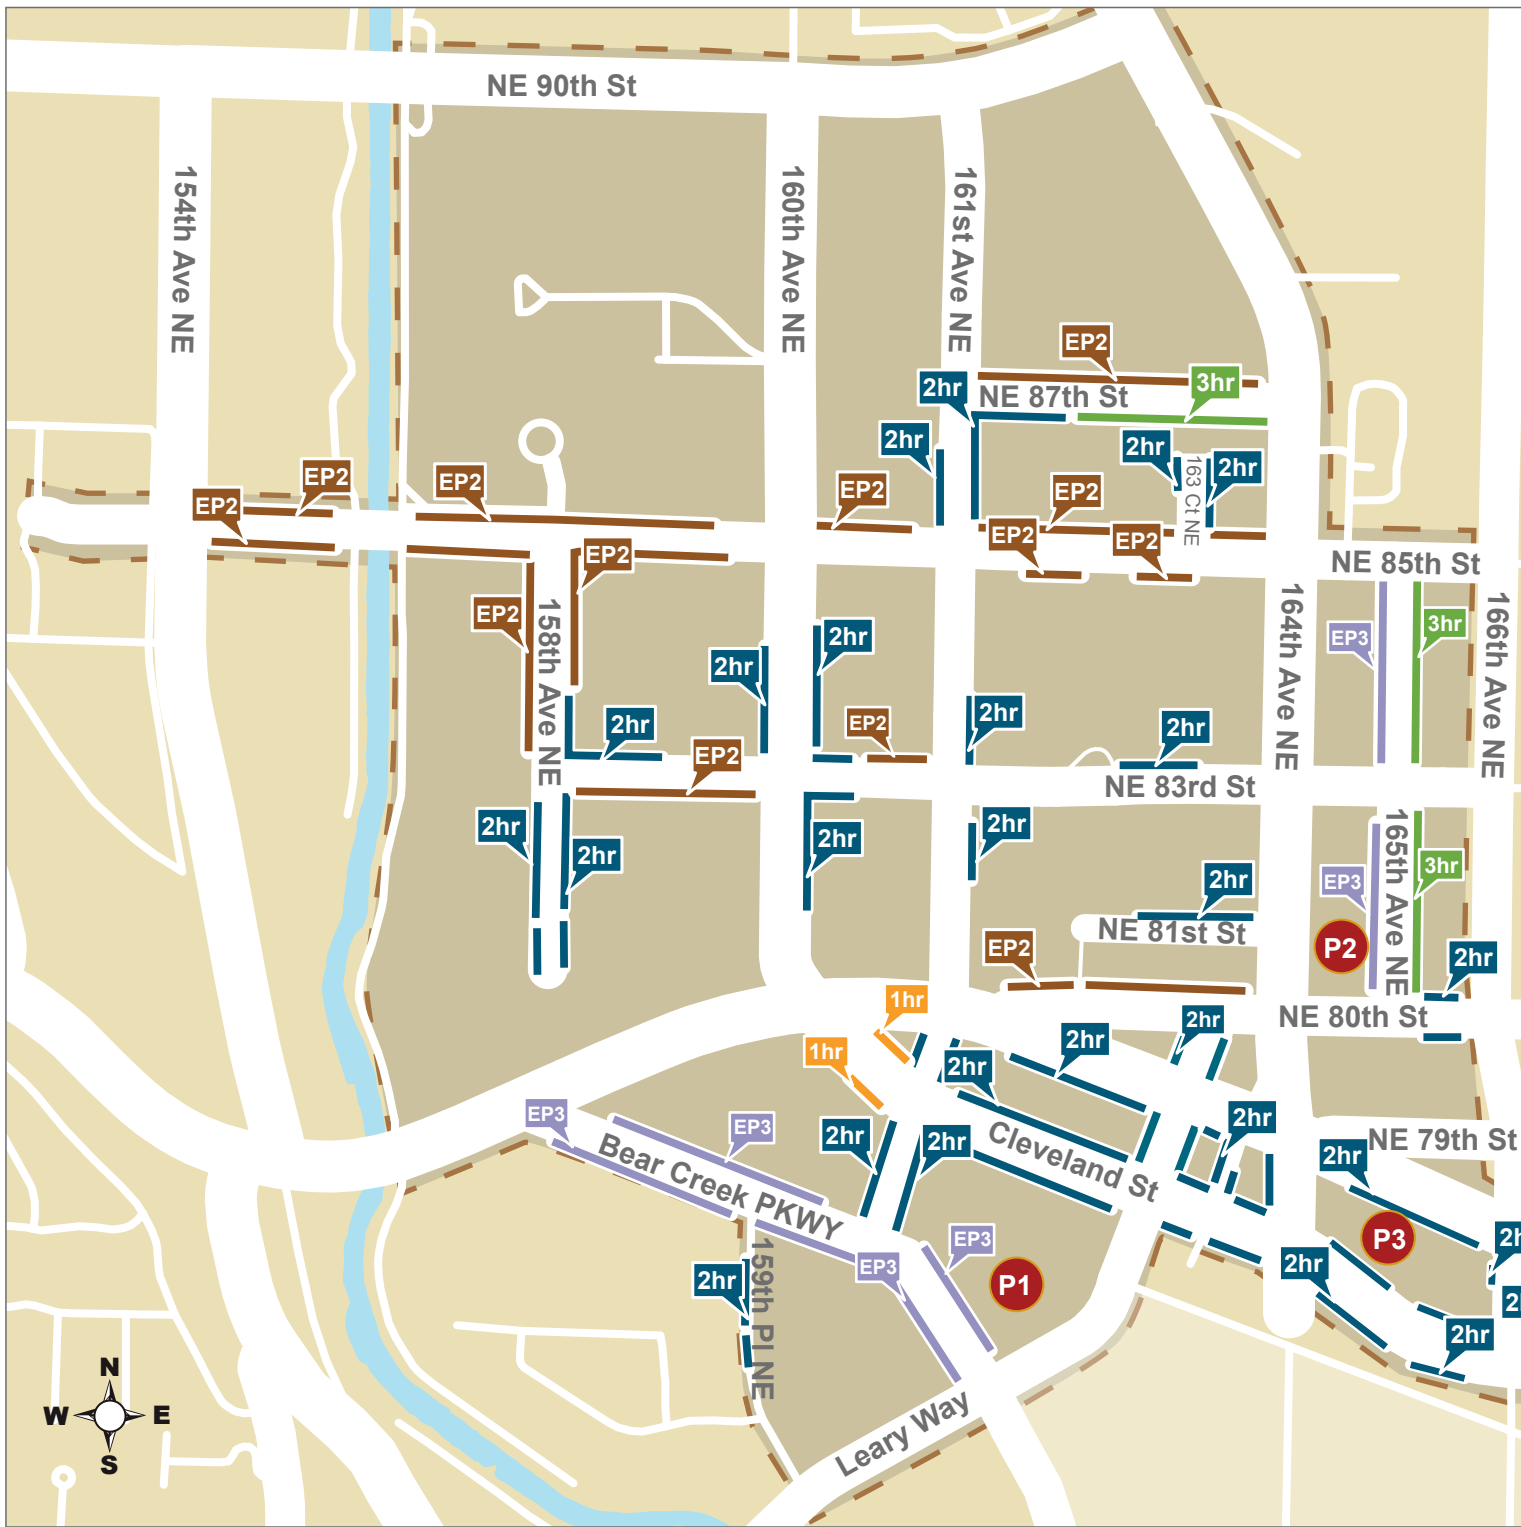 NE 90th St
154th Ave NE
160th Ave NE
161st Ave NE
EP2
3hr
2hr
NE 87th St
2hr
2hr
163 Ct NE
2hr
EP2
EP2
EP2
EP2
EP2
EP2
EP2
EP2
NE 85th St
158th Ave NE
EP2
EP2
2hr
2hr
164th Ave NE
EP3
3hr
166th Ave NE
2hr
EP2
2hr
2hr
EP2
NE 83rd St
2hr
2hr
2hr
2hr
165th Ave NE
EP3
3hr
2hr
NE 81st St
P2
EP2
2hr
1hr
2hr
NE 80th St
1hr
2hr
2hr
EP3
EP3
2hr
2hr
2hr
Cleveland St
NE 79th St
Bear Creek PKWY
2hr
EP3
P3
2h
EP3
P1
159th Pl NE
2hr
2hr
2
2hr
Leary Way
N
W
E
S